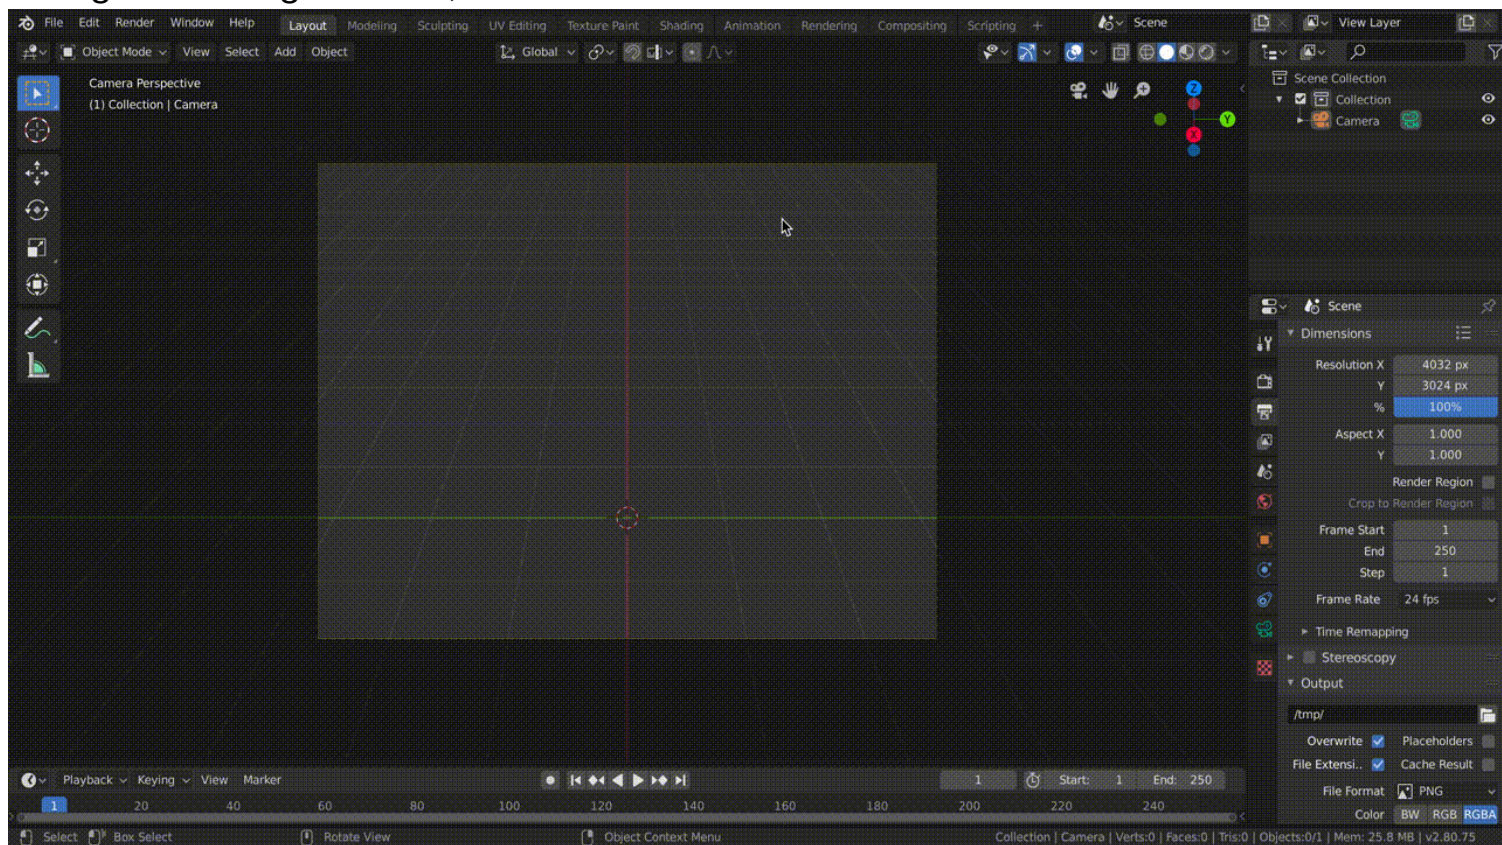 File Edit Render Window Help Layout Modeling Sculpting UV Editing Texture Paint Shading Animation Rendering Compositing Scripting + Scene View Layer
Object Mode View Select Add Object Global
Camera Perspective
(1) Collection | Camera
Z
Y
X
Scene Collection
Collection
Camera
Scene
Dimensions
Resolution X 4032 px
Y 3024 px
% 100%
Aspect X 1.000
Y 1.000
Render Region
Crop to Render Region
Frame Start 1
End 250
Step 1
Frame Rate 24 fps
Time Remapping
Stereoscopy
Output
/tmp/
Overwrite Placeholders
File Extensi.. Cache Result
File Format PNG
Color BW RGB RGBA
Playback Keying View Marker 1 Start: 1 End: 250
1 20 40 60 80 100 120 140 160 180 200 220 240
Select Box Select Rotate View Object Context Menu Collection | Camera | Verts:0 | Faces:0 | Tris:0 | Objects:0/1 | Mem: 25.8 MB | v2.80.75